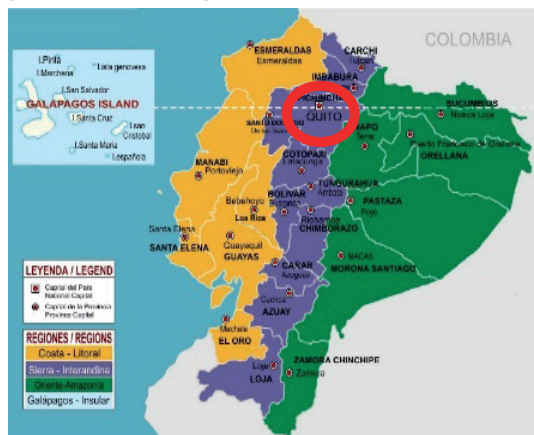 COLOMBIA
ESMERALDAS
Esmeraldas
CARCHI
Tulcan
IMBABURA
I.Pinta
I.Marchena
Isla genovesa
I.San Salvador
GALAPAGOS ISLAND
I.Santa Cruz
I.san
Cristobal
I.Santa Maria
I.española
QUITO
SANTO
SUCUMBIOS
Nueva Loja
NAPO
Tena
Puerto Francisco de Orellana
ORELLANA
COTOPAXI
Latacunga
MANABI
Portoviejo
TUNGURAHUA
Ambato
BOLIVAR
Guaranda
PASTAZA
Puyo
Babahoyo
Los Rios
Riobamba
CHIMBORAZO
Santa Elena
SANTA ELENA
Guayaquil
GUAYAS
MACAS
MORONA SANTIAGO
CAÑAR
Azogues
Cuenca
AZUAY
Machala
EL ORO
ZAMORA CHINCHIPE
Zamora
Loja
LOJA
LEYENDA / LEGEND
Capital del País
National Capital
Capital de la Provincia
Province Capital
REGIONES / REGIONS
Costa - Litoral
Sierra - Interandina
Oriente-Amazonía
Galápagos - Insular